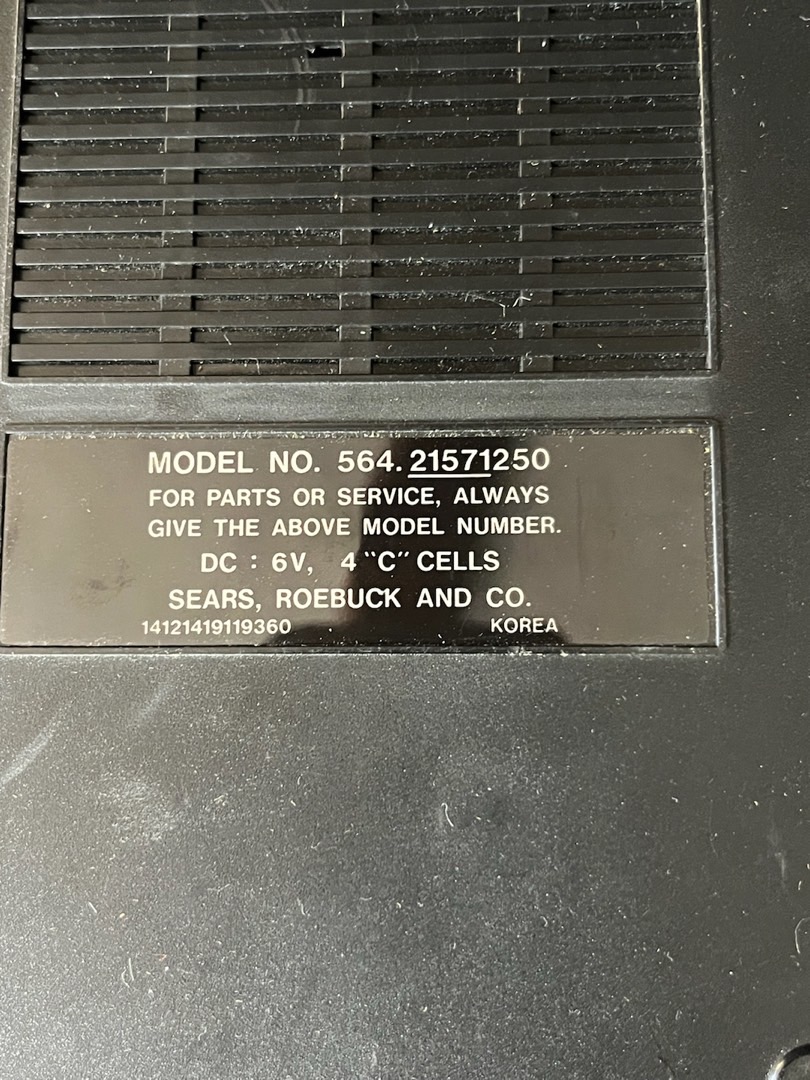 MODEL NO. 564.21571250
FOR PARTS OR SERVICE, ALWAYS
GIVE THE ABOVE MODEL NUMBER.
DC : 6V, 4 "C" CELLS
SEARS, ROEBUCK AND CO.
14121419119360 KOREA